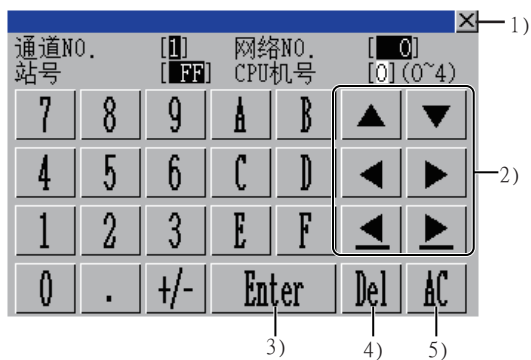 1)
通道NO. [1] 网络NO. [ 0]
站号 [ FF] CPU机号 [0](0~4)
7 8 9 A B
4 5 6 C D
2)
1 2 3 E F
0 . +/- Enter Del AC
3) 4) 5)